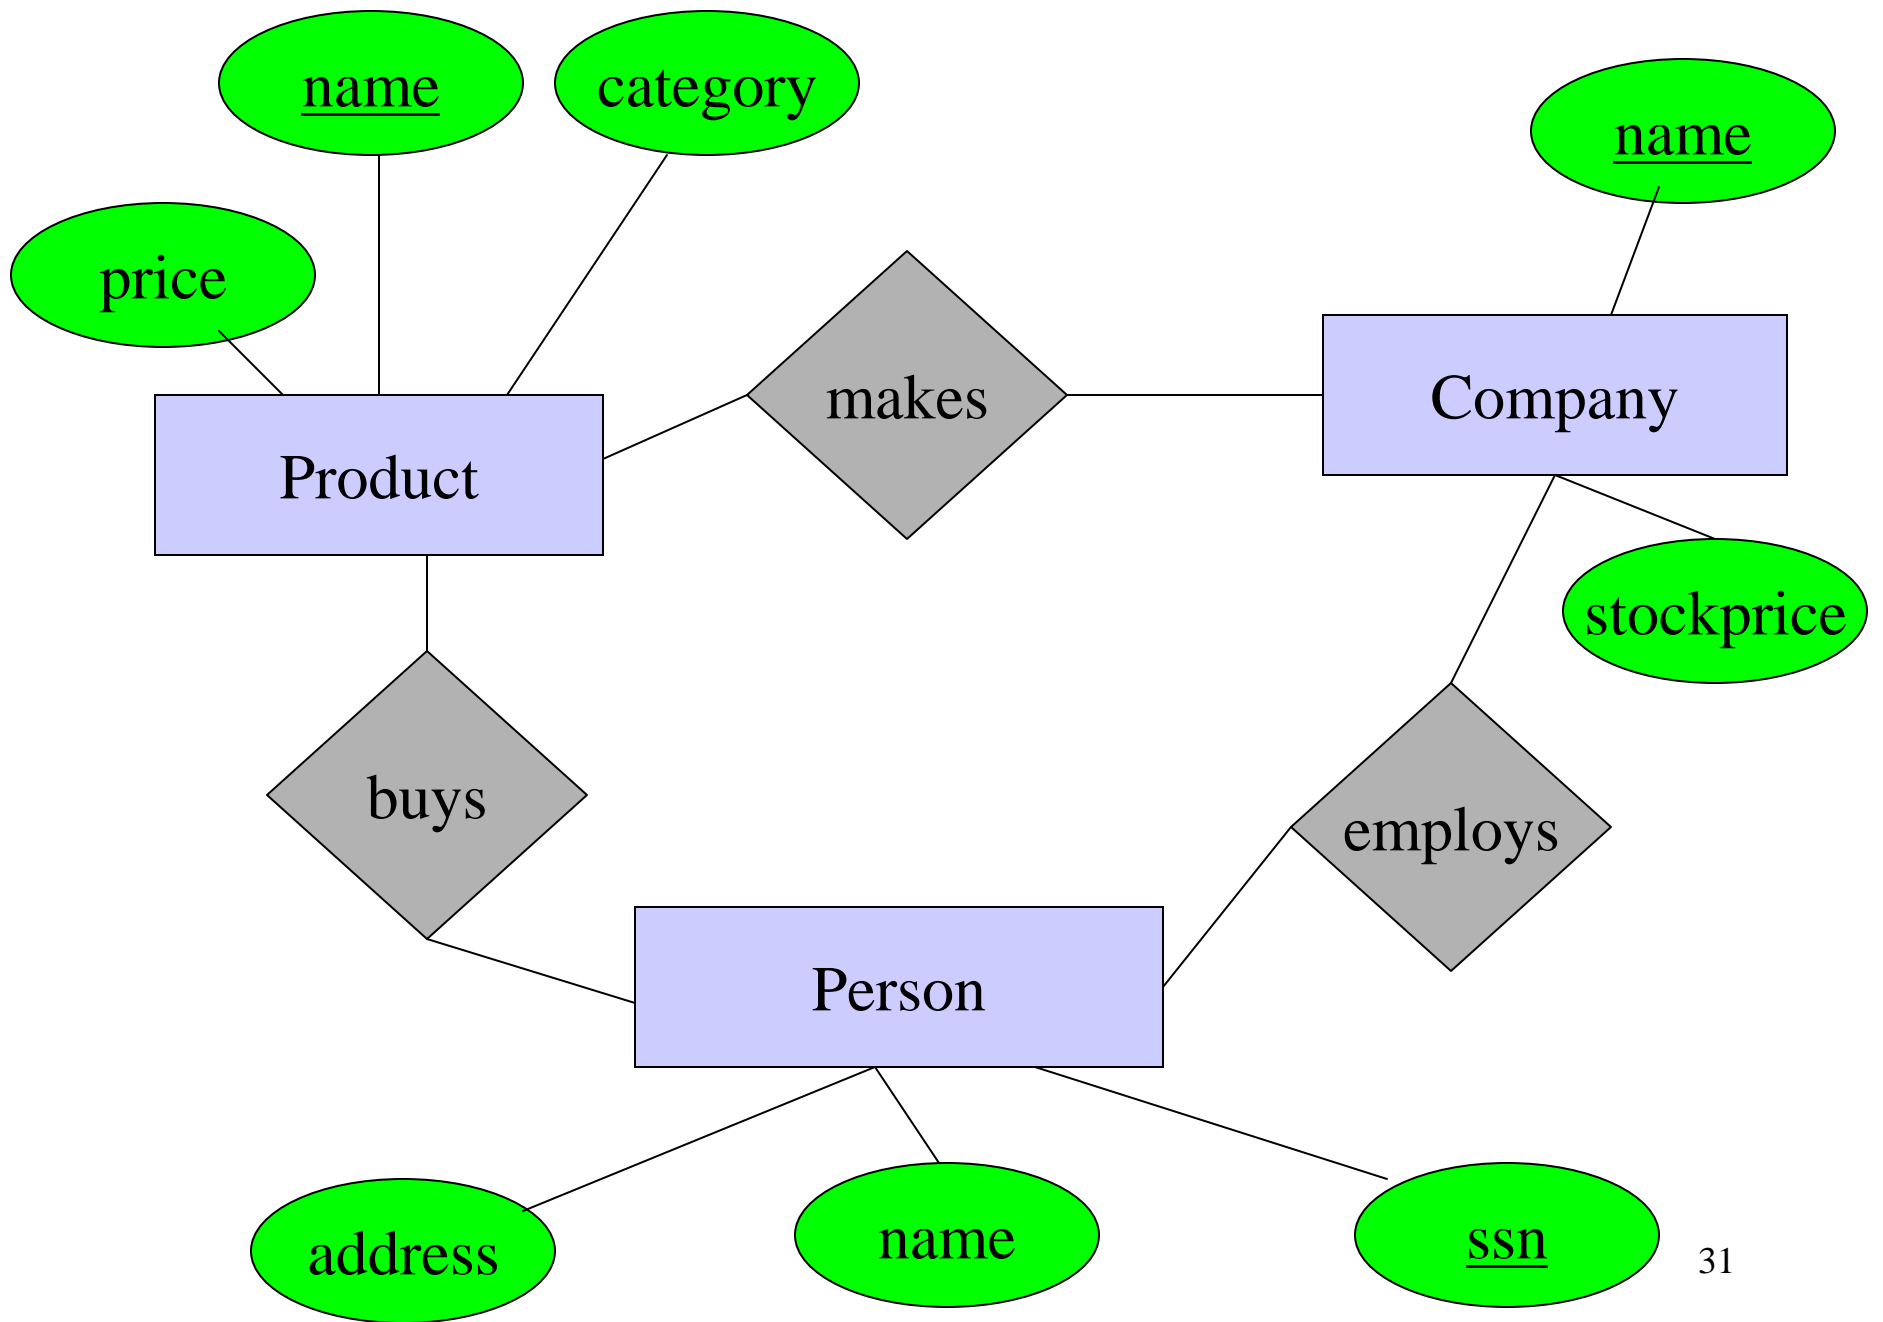 name
category
name
price
makes
Company
Product
stockprice
buys
employs
Person
address
name
ssn
31